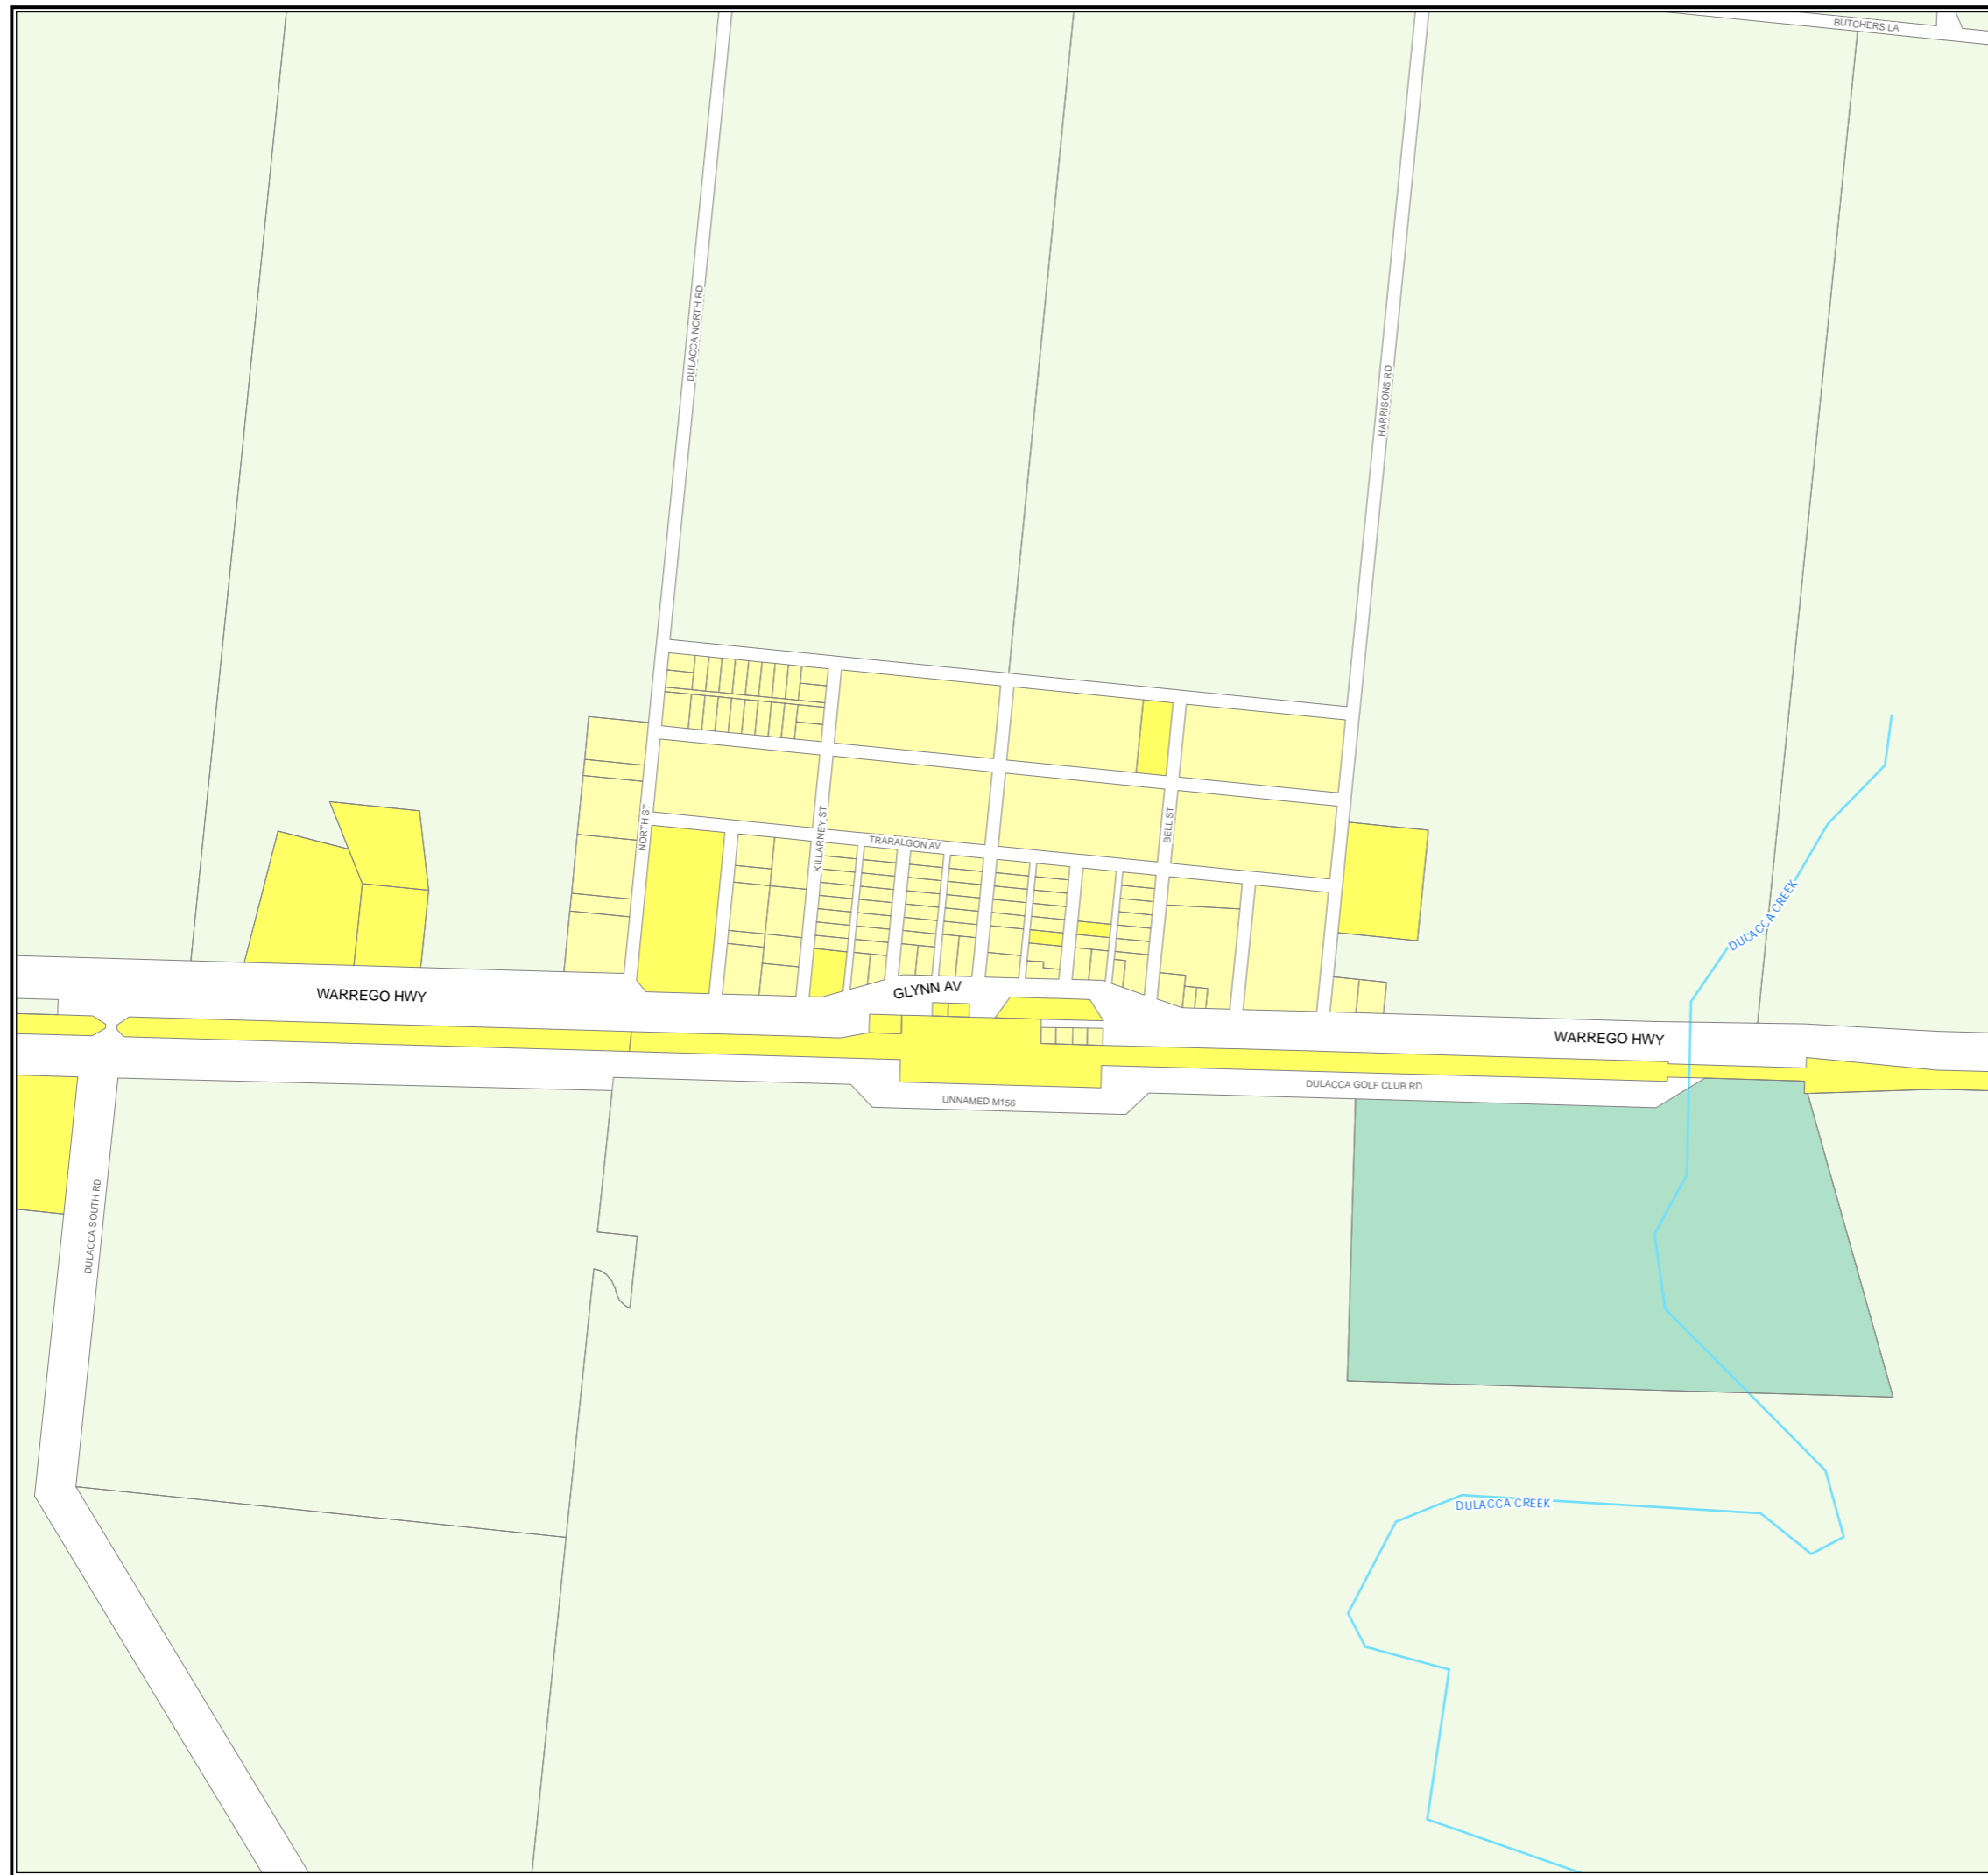 BUTCHERS LA
DULACCA NORTH RD
HARRISONS RD
NORTH ST
KILLARNEY ST
TRARALGON AV
BELL ST
DULACCA CREEK
WARREGO HWY
GLYNN AV
WARREGO HWY
DULACCA GOLF CLUB RD
UNNAMED M156
DULACCA SOUTH RD
DULACCA CREEK